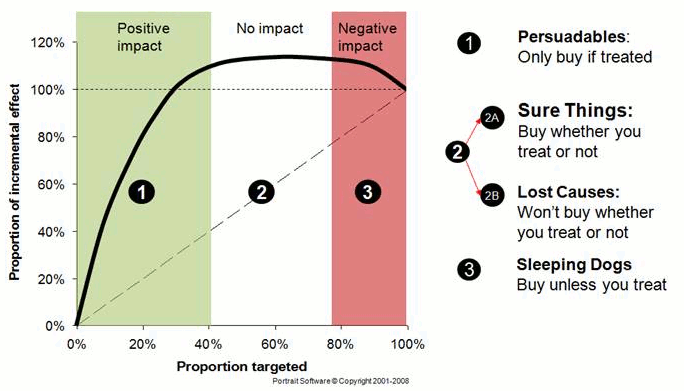 Positive
impact
No impact
Negative
impact
120%
100%
80%
60%
40%
20%
0%
Proportion of incremental effect
1
2
3
0%
20%
40%
60%
80%
100%
Proportion targeted
Portrait Software © Copyright 2001-2008
1
Persuadables:
Only buy if treated
2
2A
Sure Things:
Buy whether you
treat or not
2B
Lost Causes:
Won't buy whether
you treat or not
3
Sleeping Dogs
Buy unless you treat